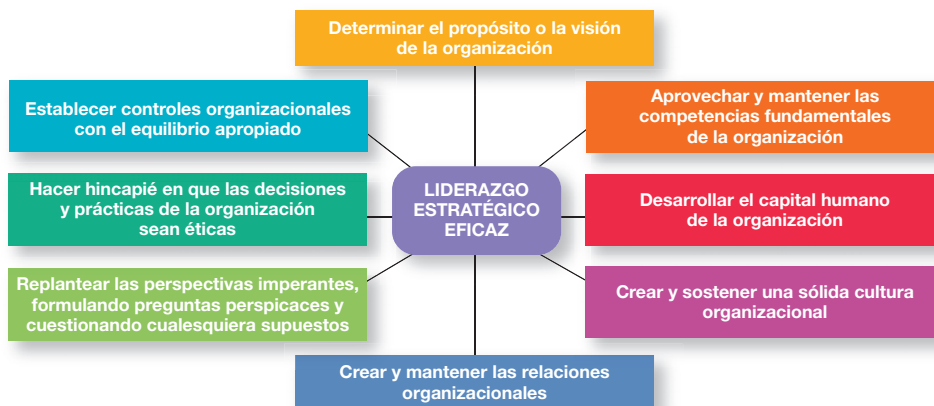 Determinar el propósito o la visión
de la organización
Establecer controles organizacionales
con el equilibrio apropiado
Aprovechar y mantener las
competencias fundamentales
de la organización
Hacer hincapié en que las decisiones
y prácticas de la organización
sean éticas
LIDERAZGO
ESTRATÉGICO
EFICAZ
Desarrollar el capital humano
de la organización
Replantear las perspectivas imperantes,
formulando preguntas perspicaces y
cuestionando cualesquiera supuestos
Crear y sostener una sólida cultura
organizacional
Crear y mantener las relaciones
organizacionales